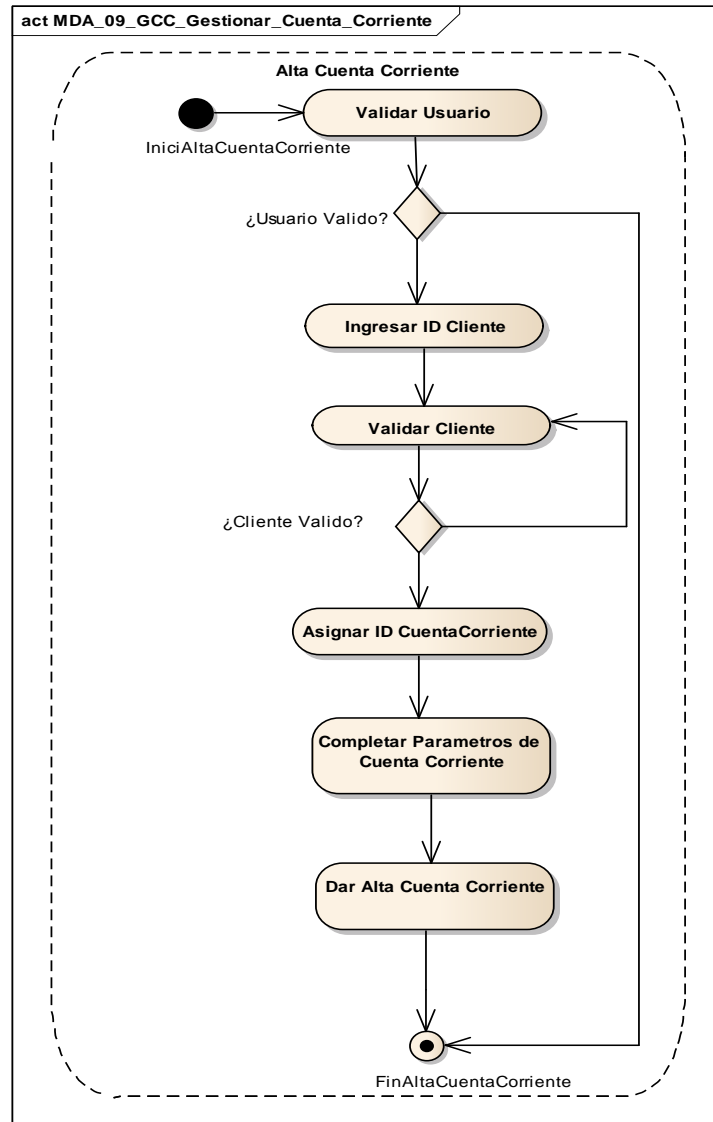 act MDA_09_GCC_Gestionar_Cuenta_Corriente
Alta Cuenta Corriente
Validar Usuario
IniciAltaCuentaCorriente
¿Usuario Valido?
Ingresar ID Cliente
Validar Cliente
¿Cliente Valido?
Asignar ID CuentaCorriente
Completar Parametros de
Cuenta Corriente
Dar Alta Cuenta Corriente
FinAltaCuentaCorriente